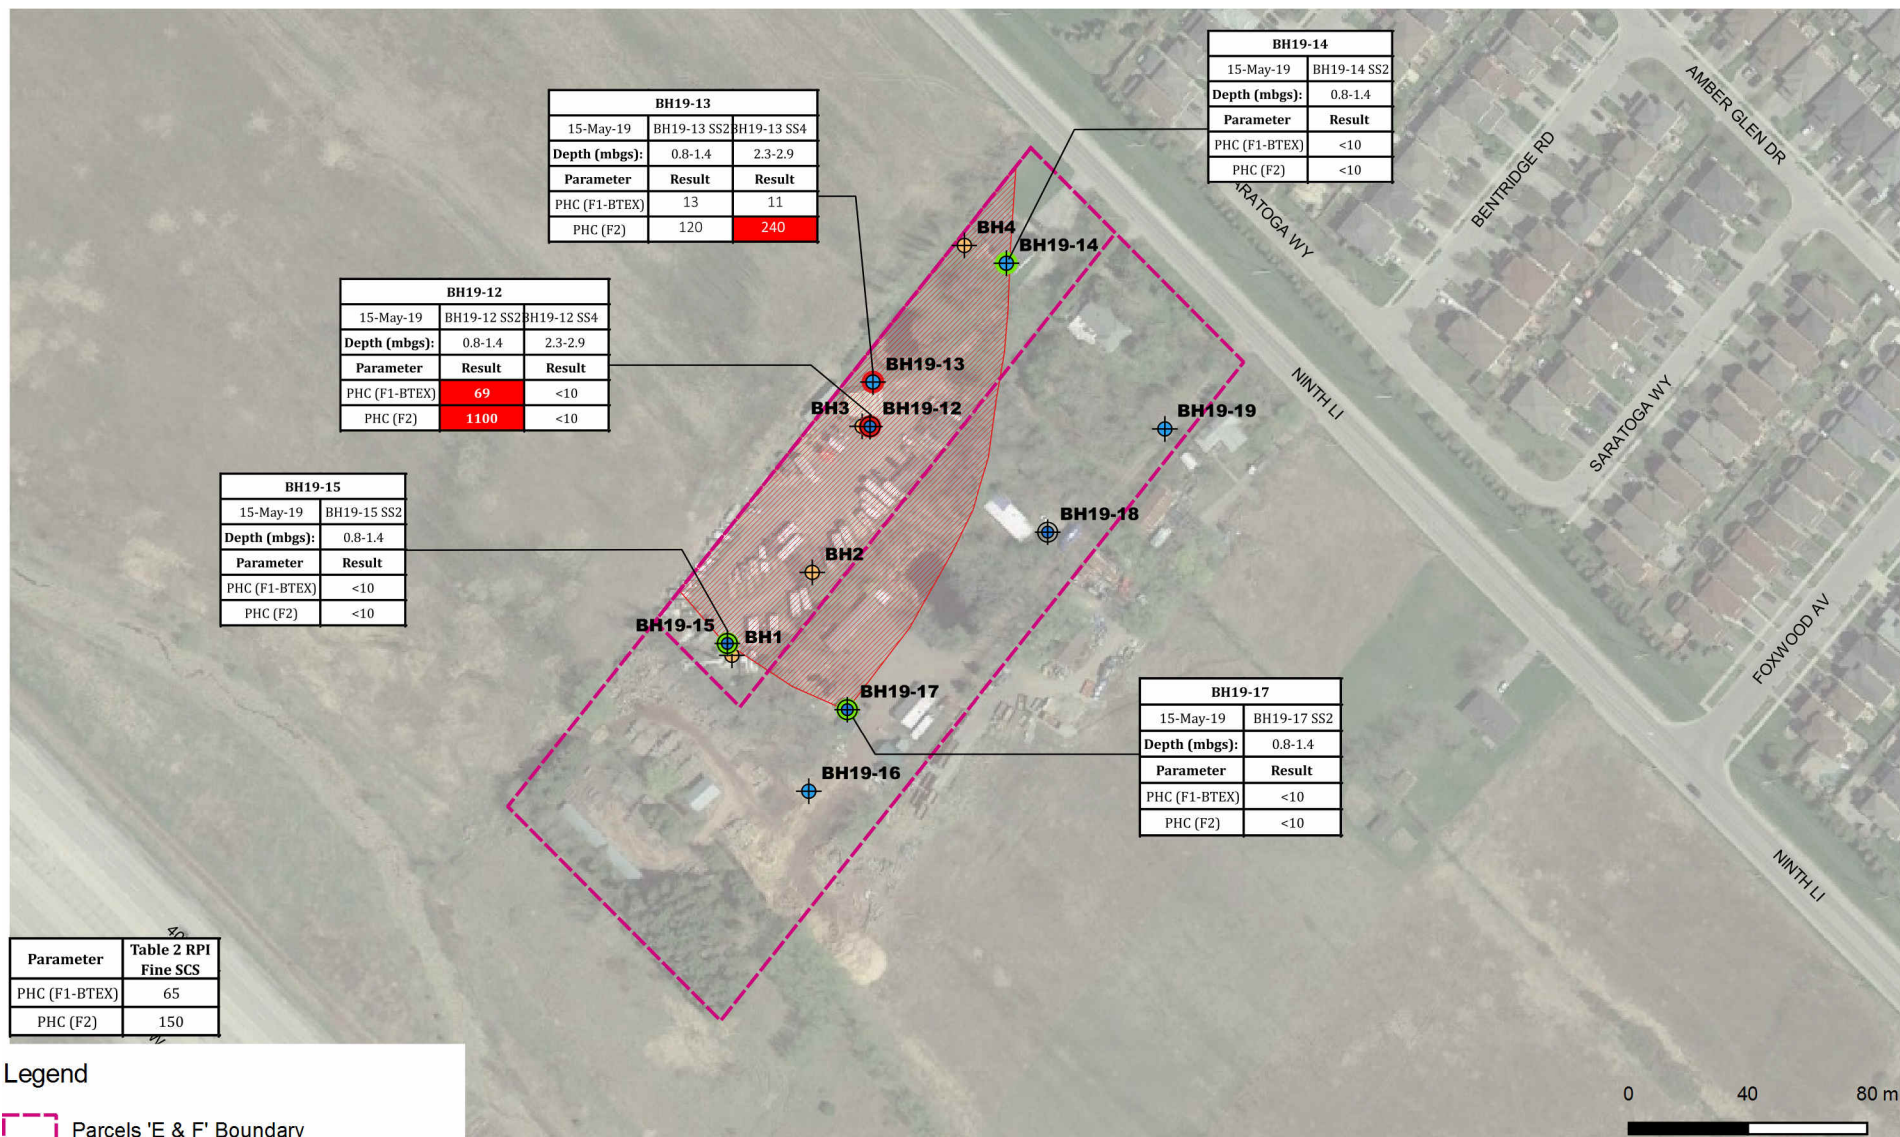 BH19-14
15-May-19 BH19-14 SS2
Depth (mbgs): 0.8-1.4
Parameter Result
PHC (F1-BTEX) <10
PHC (F2) <10
BH19-13
15-May-19 BH19-13 SS2 BH19-13 SS4
Depth (mbgs): 0.8-1.4 2.3-2.9
Parameter Result Result
PHC (F1-BTEX) 13 11
PHC (F2) 120 240
BH19-12
15-May-19 BH19-12 SS2 BH19-12 SS4
Depth (mbgs): 0.8-1.4 2.3-2.9
Parameter Result Result
PHC (F1-BTEX) 69 <10
PHC (F2) 1100 <10
BH19-15
15-May-19 BH19-15 SS2
Depth (mbgs): 0.8-1.4
Parameter Result
PHC (F1-BTEX) <10
PHC (F2) <10
BH19-17
15-May-19 BH19-17 SS2
Depth (mbgs): 0.8-1.4
Parameter Result
PHC (F1-BTEX) <10
PHC (F2) <10
AMBER GLEN DR
BENTRIDGE RD
ARATOGA WY
NINTH LI
SARATOGA WY
FOXWOOD AV
NINTH LI
BH4
BH19-14
BH19-13
BH3
BH19-12
BH19-19
BH19-18
BH2
BH19-15
BH1
BH19-17
BH19-16
40
W
Parameter Table 2 RPI
Fine SCS
PHC (F1-BTEX) 65
PHC (F2) 150
Legend
Parcels 'E & F' Boundary
0 40 80 m